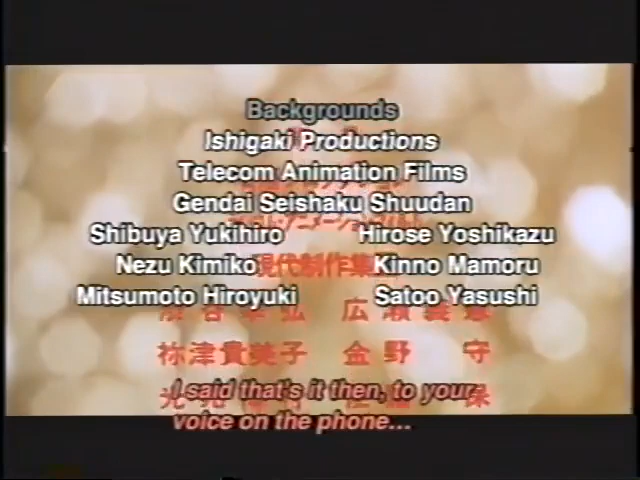 Backgrounds
Ishigaki Productions
Telecom Animation Films
Gendai Seishaku Shuudan
Shibuya Yukihiro Hirose Yoshikazu
Nezu Kimiko 現代制作集 Kinno Mamoru
Mitsumoto Hiroyuki Satoo Yasushi
祢津貴美子 金野 守
I said that's it then, to your
voice on the phone...